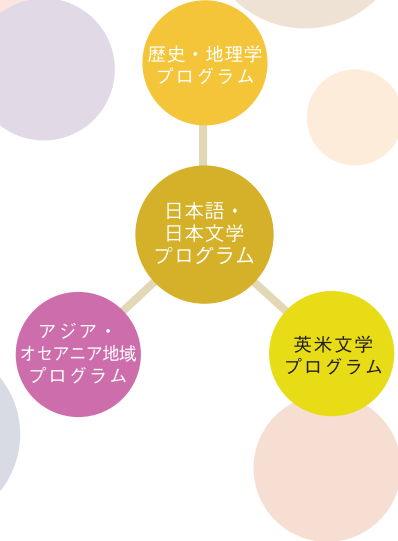 歴史・地理学
プログラム
日本語・
日本文学
プログラム
アジア・
オセアニア地域
プログラム
英米文学
プログラム